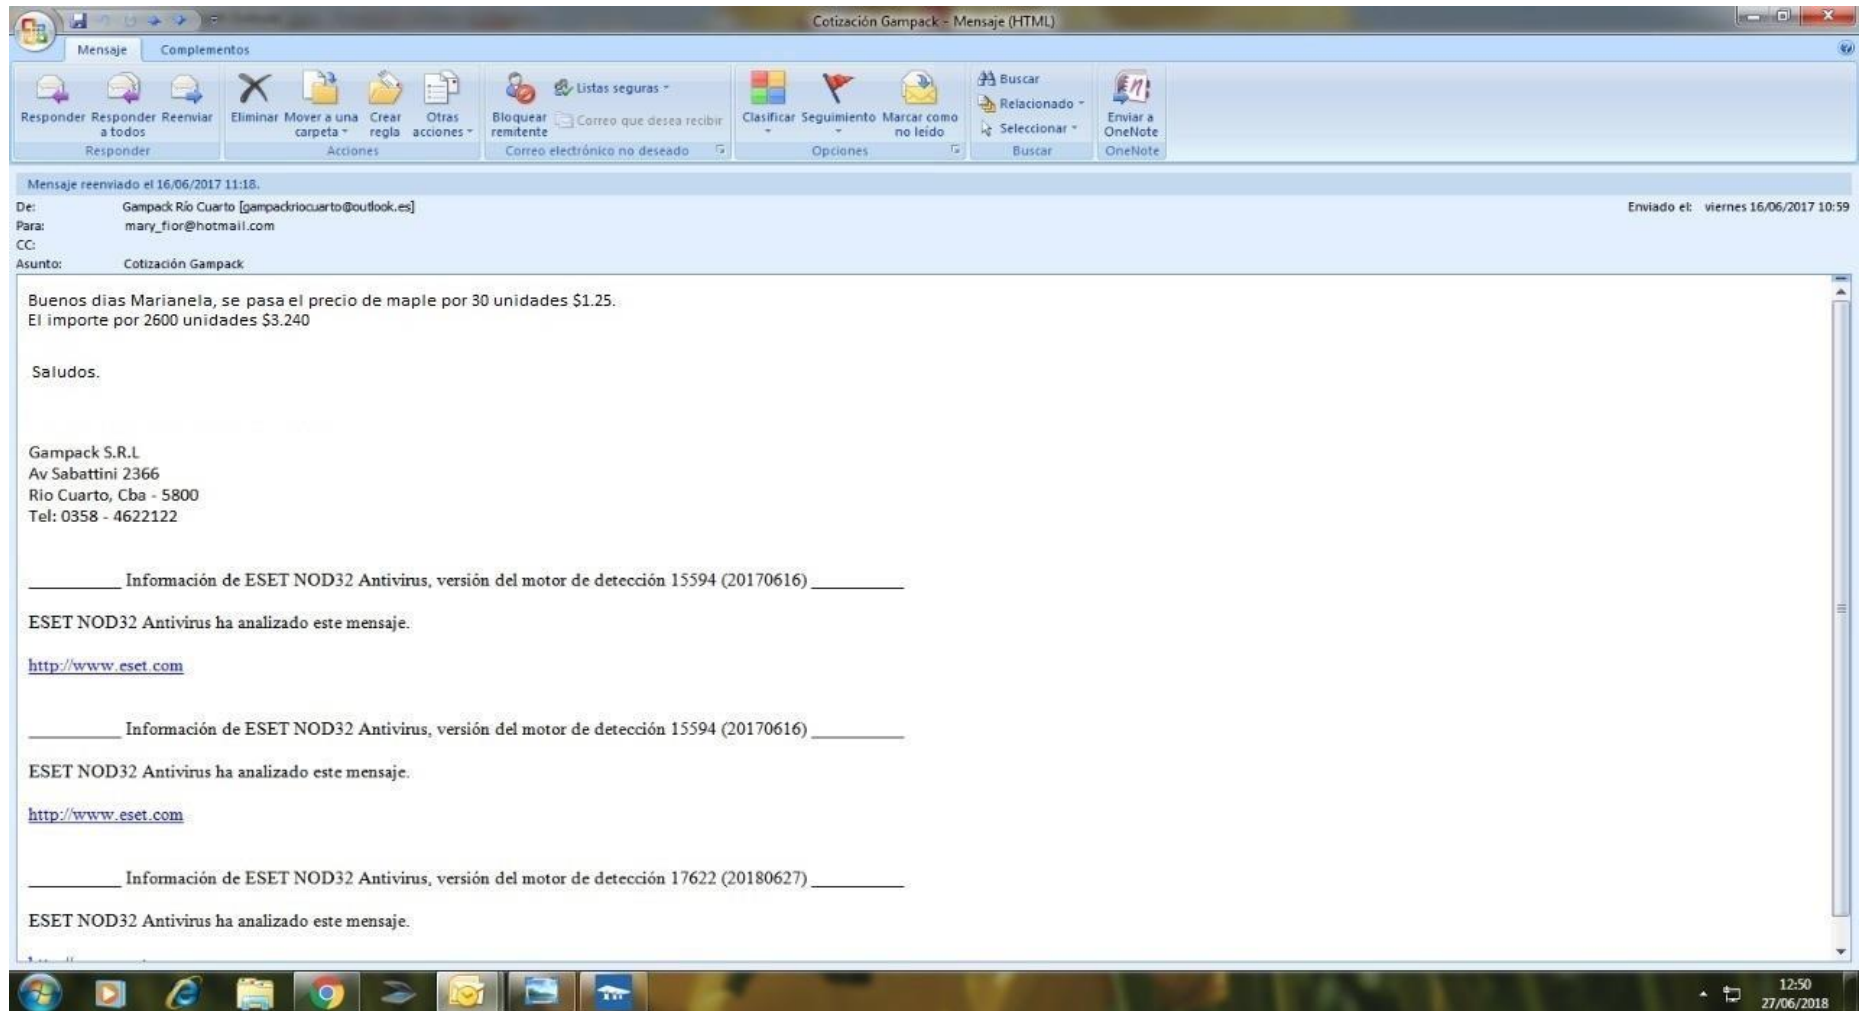 Cotización Gampack - Mensaje (HTML)
Mensaje Complementos
Responder Responder a todos Reenviar
Eliminar Mover a una carpeta Crear regla Otras acciones
Bloquear remitente Listas seguras Correo que desea recibir
Clasificar Seguimiento Marcar como no leído
Buscar
Relacionado
Seleccionar
Enviar a OneNote
Responder Acciones Correo electrónico no deseado Opciones Buscar OneNote
Mensaje reenviado el 16/06/2017 11:18.
De: Gampack Río Cuarto [gampackriocuarto@outlook.es] Enviado el: viernes 16/06/2017 10:59
Para: mary_fior@hotmail.com
CC:
Asunto: Cotización Gampack
Buenos dias Marianela, se pasa el precio de maple por 30 unidades $1.25.
El importe por 2600 unidades $3.240
Saludos.
Gampack S.R.L
Av Sabattini 2366
Rio Cuarto, Cba - 5800
Tel: 0358 - 4622122
__________ Información de ESET NOD32 Antivirus, versión del motor de detección 15594 (20170616) __________
ESET NOD32 Antivirus ha analizado este mensaje.
http://www.eset.com
__________ Información de ESET NOD32 Antivirus, versión del motor de detección 15594 (20170616) __________
ESET NOD32 Antivirus ha analizado este mensaje.
http://www.eset.com
__________ Información de ESET NOD32 Antivirus, versión del motor de detección 17622 (20180627) __________
ESET NOD32 Antivirus ha analizado este mensaje.
12:50
27/06/2018